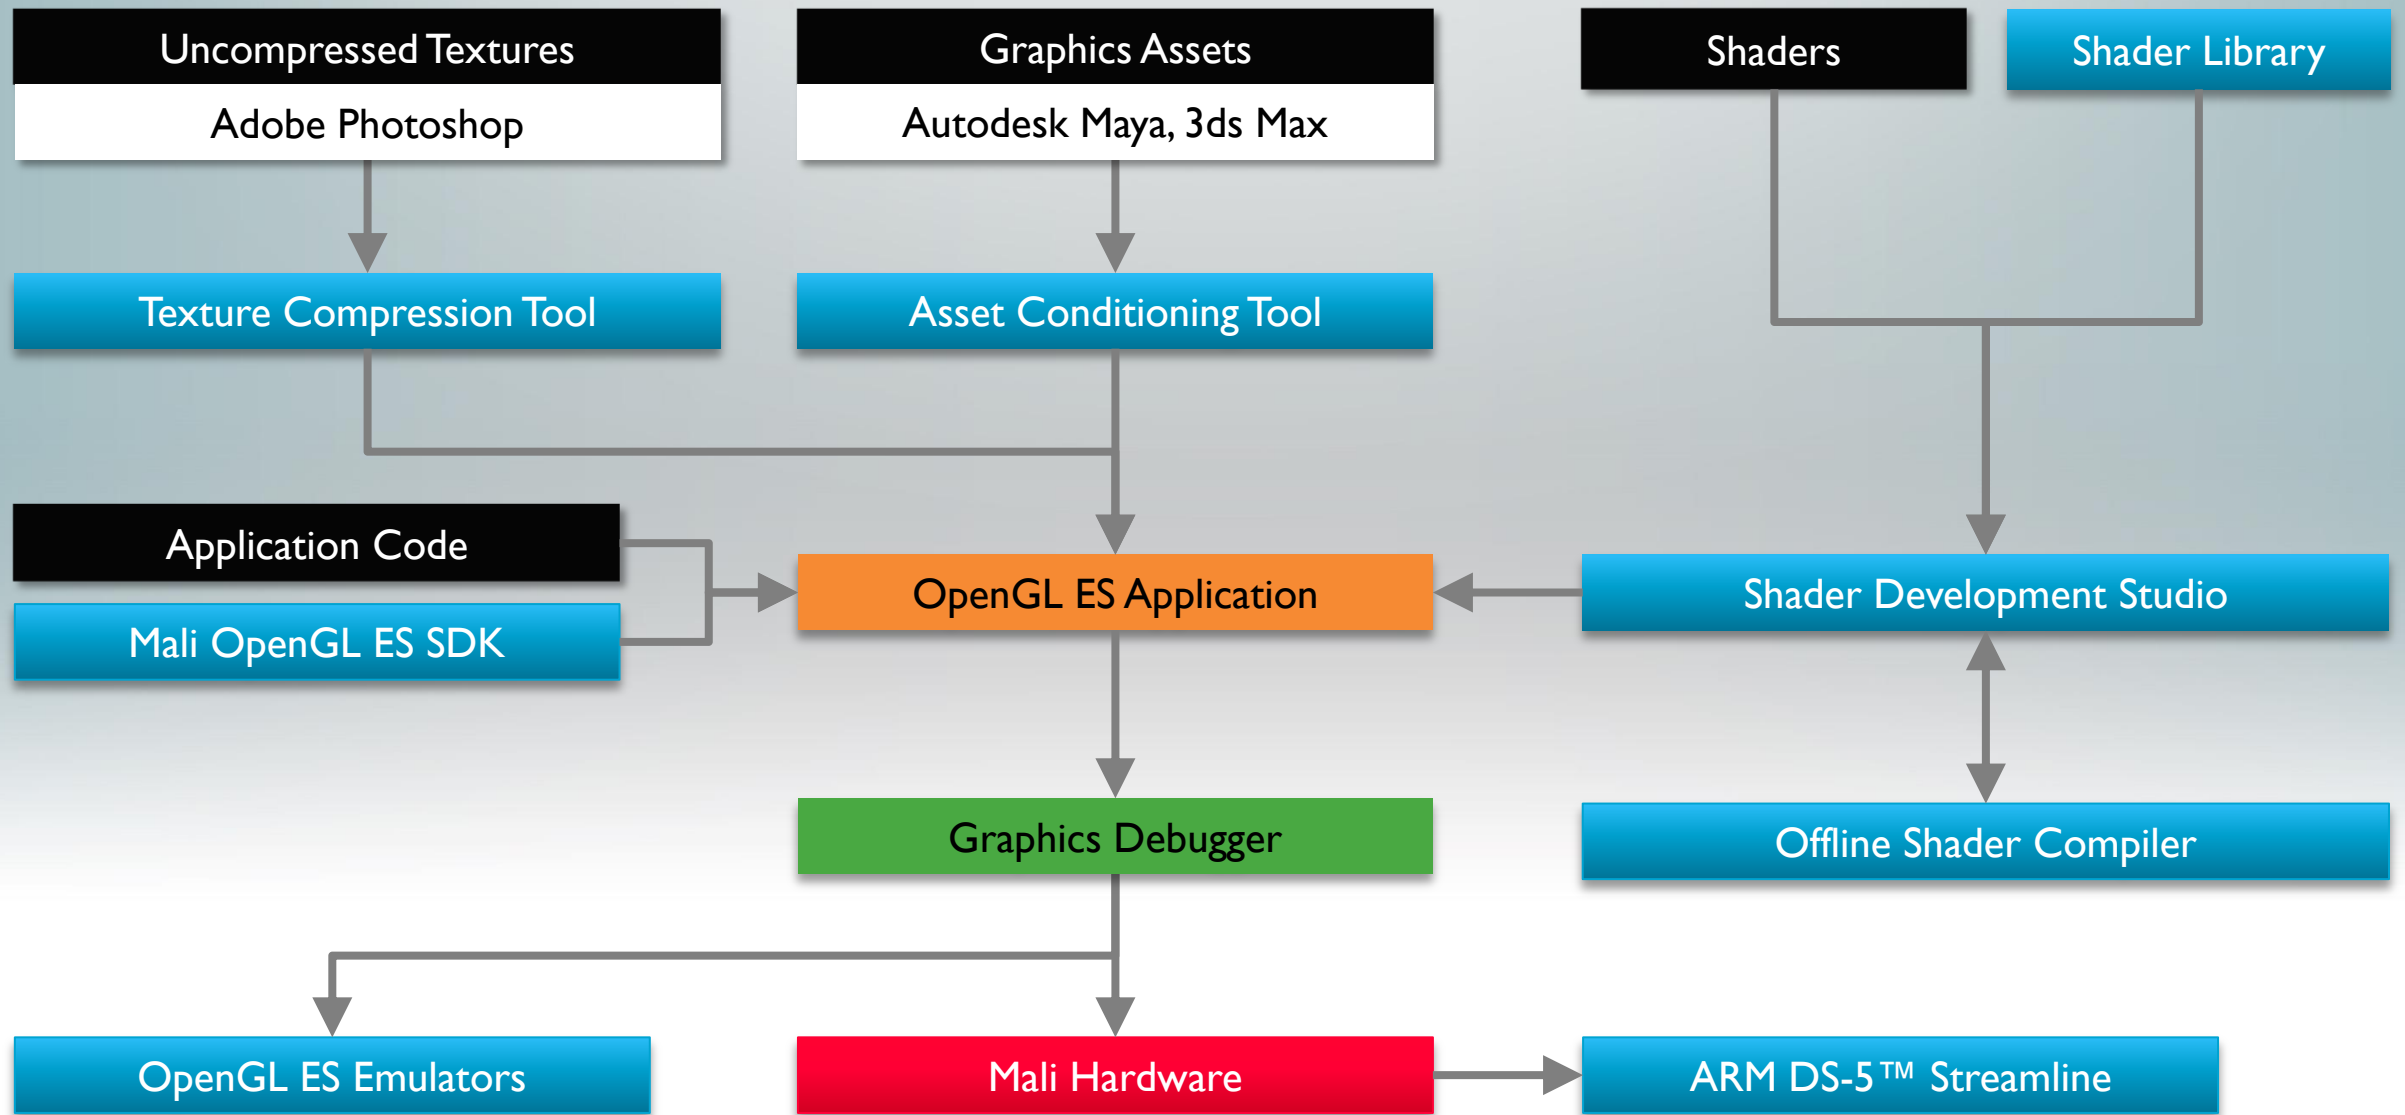 Uncompressed Textures
Adobe Photoshop
Graphics Assets
Autodesk Maya, 3ds Max
Shaders
Shader Library
Texture Compression Tool
Asset Conditioning Tool
Application Code
Mali OpenGL ES SDK
OpenGL ES Application
Shader Development Studio
Graphics Debugger
Offline Shader Compiler
OpenGL ES Emulators
Mali Hardware
ARM DS-5™ Streamline